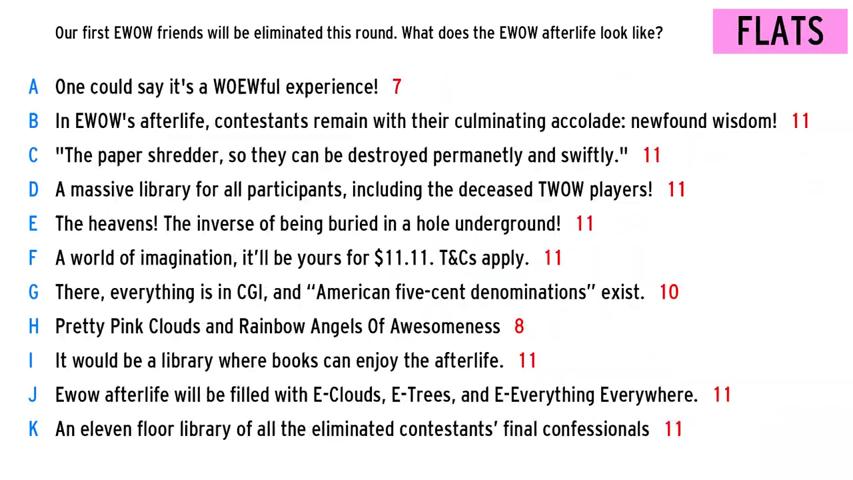 Our first EWOW friends will be eliminated this round. What does the EWOW afterlife look like?
FLATS
A One could say it's a WOEWful experience! 7
B In EWOW's afterlife, contestants remain with their culminating accolade: newfound wisdom! 11
C "The paper shredder, so they can be destroyed permanetly and swiftly." 11
D A massive library for all participants, including the deceased TWOW players! 11
E The heavens! The inverse of being buried in a hole underground! 11
F A world of imagination, it’ll be yours for $11.11. T&Cs apply. 11
G There, everything is in CGI, and “American five-cent denominations” exist. 10
H Pretty Pink Clouds and Rainbow Angels Of Awesomeness 8
I It would be a library where books can enjoy the afterlife. 11
J Ewow afterlife will be filled with E-Clouds, E-Trees, and E-Everything Everywhere. 11
K An eleven floor library of all the eliminated contestants’ final confessionals 11